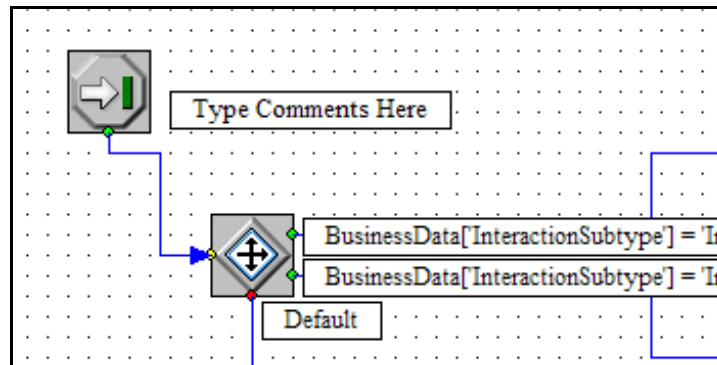 Type Comments Here
BusinessData['InteractionSubtype'] = 'I
BusinessData['InteractionSubtype'] = 'I
Default